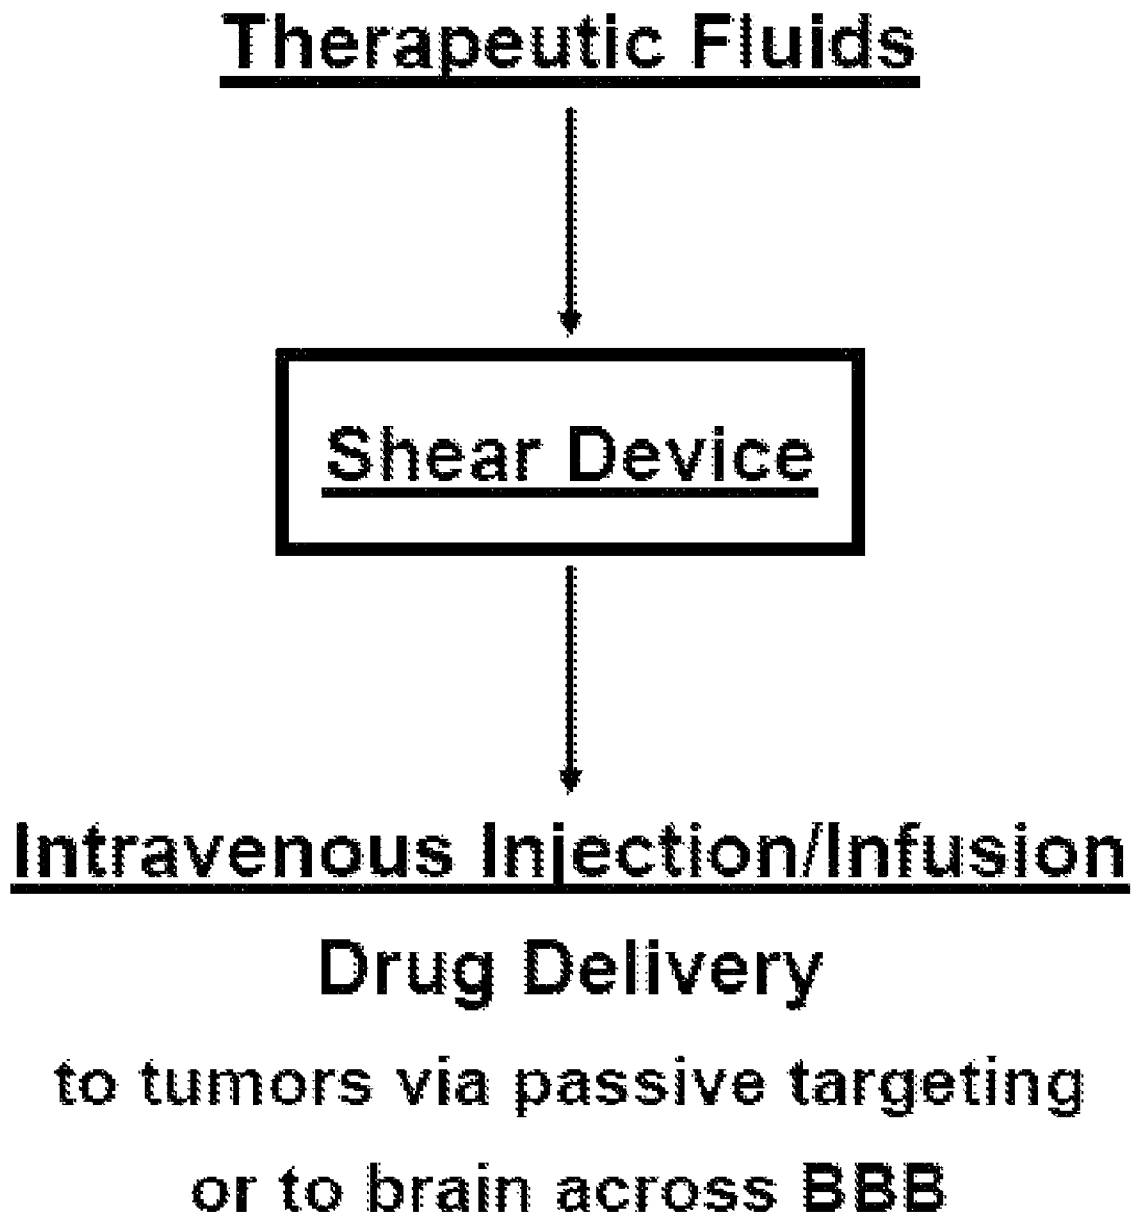 Therapeutic Fluids
Shear Device
Intravenous Injection/Infusion
Drug Delivery
to tumors via passive targeting
or to brain across BBB